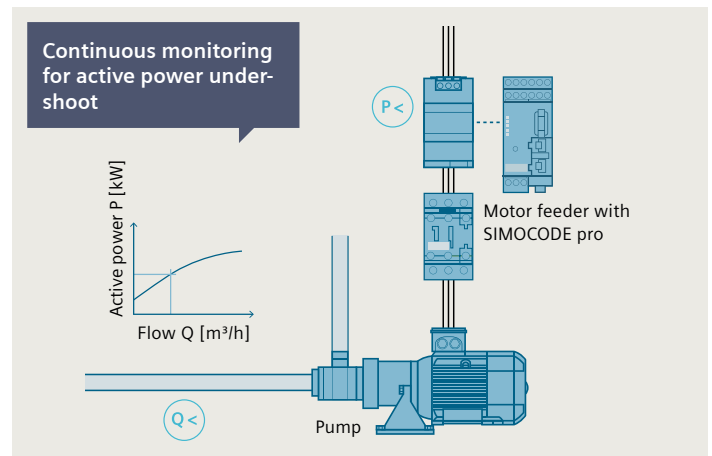 Continuous monitoring
for active power under-
shoot
P<
Motor feeder with
SIMOCODE pro
Active power P [kW]
Flow Q [m³/h]
Q<
Pump